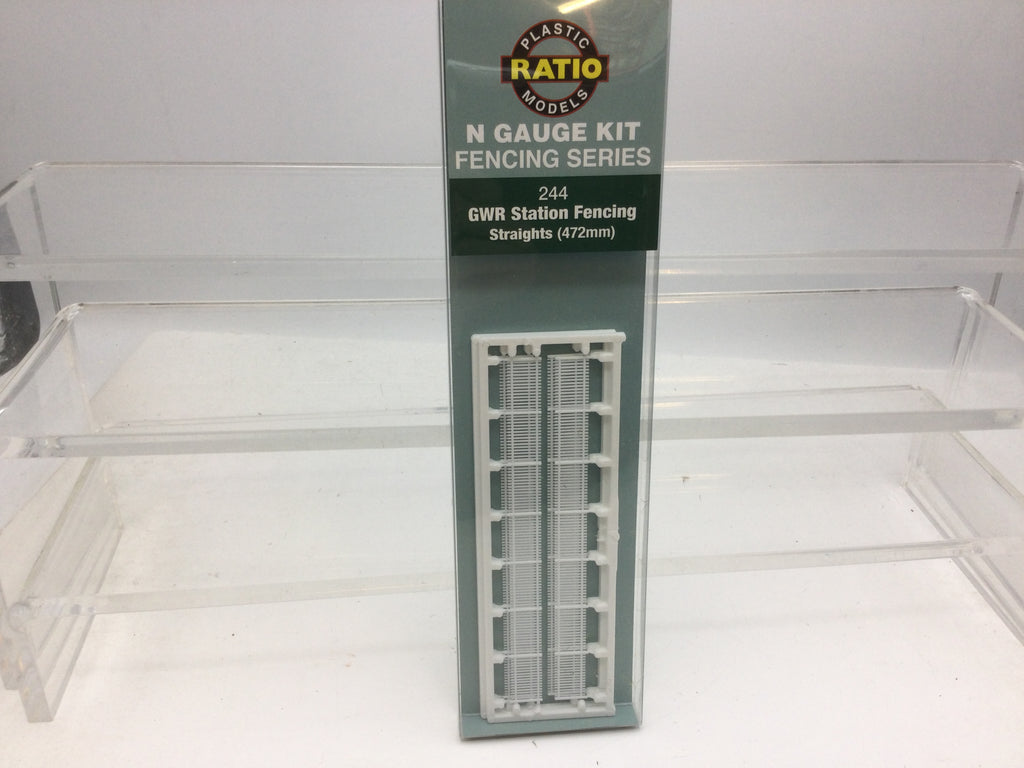 PLASTIC
RATIO
MODELS
N GAUGE KIT
FENCING SERIES
244
GWR Station Fencing
Straights (472mm)